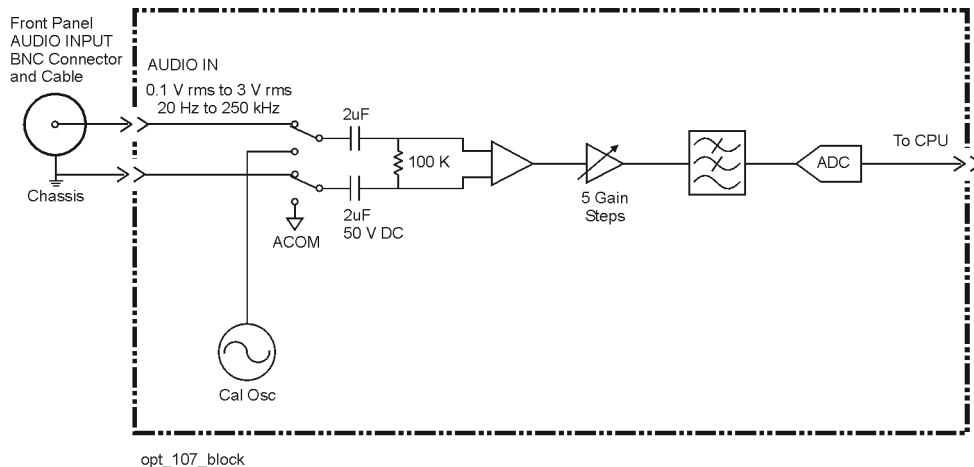 Front Panel
AUDIO INPUT
BNC Connector
and Cable
Chassis
AUDIO IN
0.1 V rms to 3 V rms
20 Hz to 250 kHz
2uF
100 K
2uF
50 V DC
ACOM
Cal Osc
5 Gain
Steps
ADC
To CPU
opt_107_block